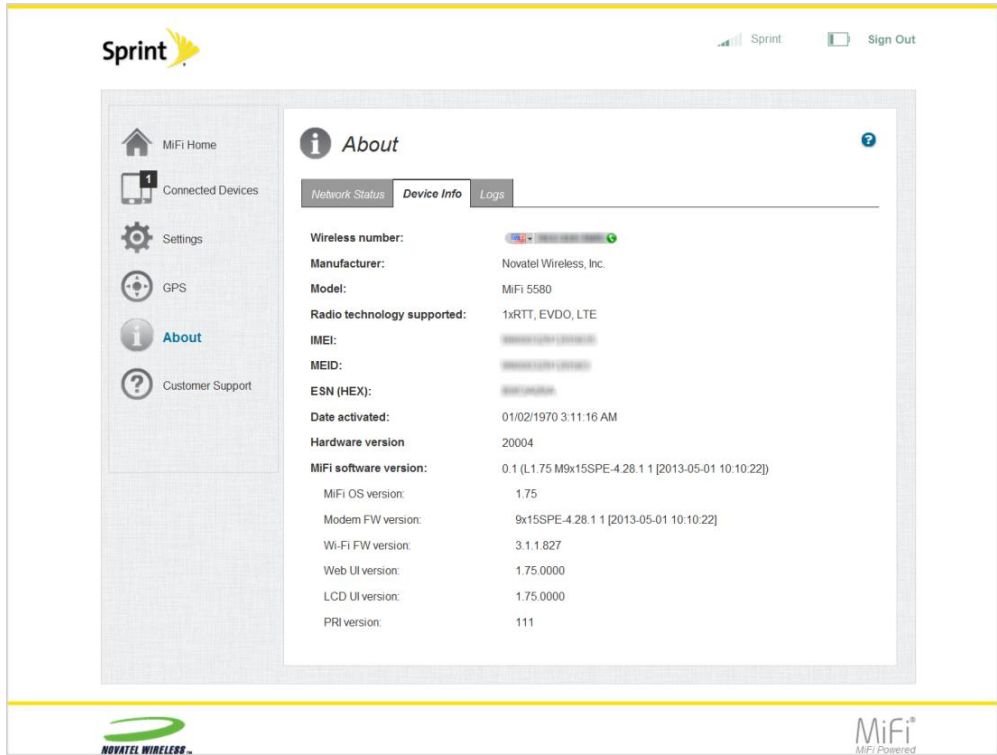 Sprint
Sprint
Sign Out
MiFi Home
1
Connected Devices
Settings
GPS
About
Customer Support
About
Network Status
Device Info
Logs
Wireless number:
Manufacturer: Novatel Wireless, Inc.
Model: MiFi 5580
Radio technology supported: 1xRTT, EVDO, LTE
IMEI:
MEID:
ESN (HEX):
Date activated: 01/02/1970 3:11:16 AM
Hardware version 20004
MiFi software version: 0.1 (L1.75 M9x15SPE-4.28.1 1 [2013-05-01 10:10:22])
MiFi OS version: 1.75
Modem FW version: 9x15SPE-4.28.1 1 [2013-05-01 10:10:22]
Wi-Fi FW version: 3.1.1.827
Web UI version: 1.75.0000
LCD UI version: 1.75.0000
PRI version: 111
NOVATEL WIRELESS™
MiFi®
MiFi Powered